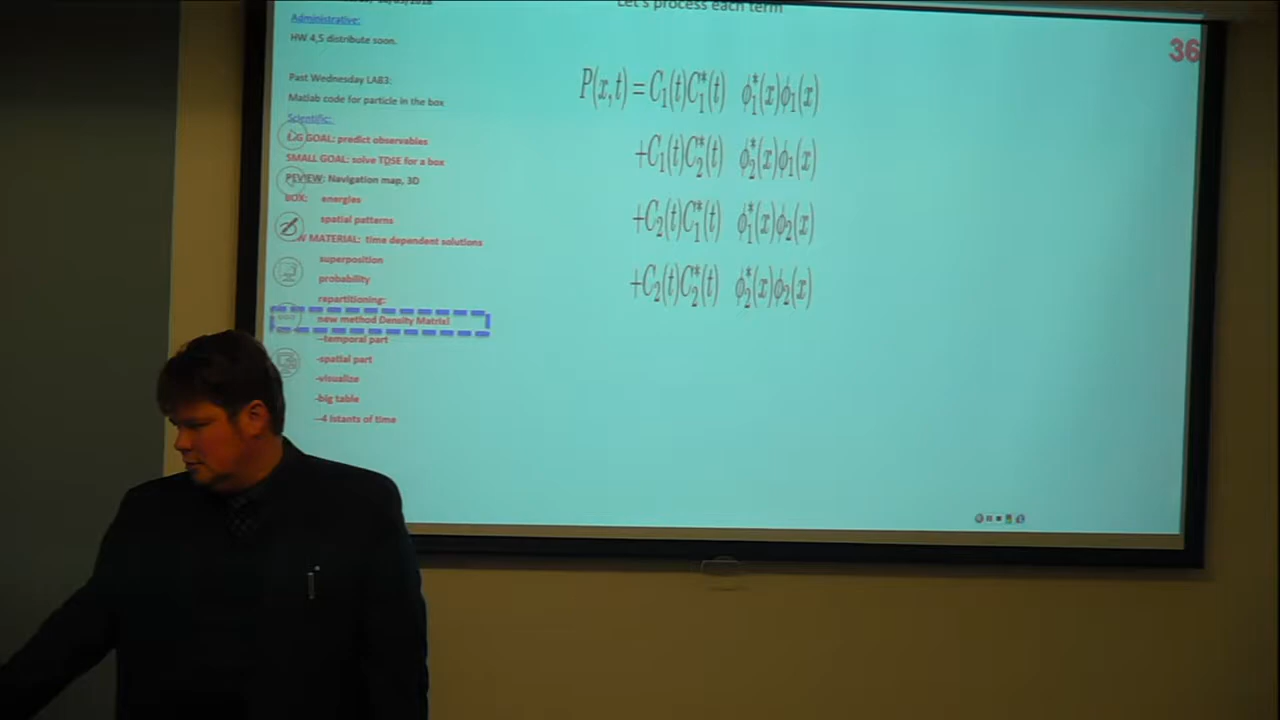 Let's process each term
36
Administrative:
HW 4,5 distribute soon.
Past Wednesday LAB3:
Matlab code for particle in the box
Scientific:
GOAL: predict observables
SMALL GOAL: solve TDSE for a box
PEVIEW: Navigation map, 3D
BOX: energies
spatial patterns
MATERIAL: time dependent solutions
superposition
probability
repartitioning:
new method Density Matrix
--temporal part
-spatial part
-visualize
-big table
--4 istants of time
P(x,t) = C₁(t)C₁*(t) ϕ₁*(x)ϕ₁(x)
+C₁(t)C₂*(t) ϕ₂*(x)ϕ₁(x)
+C₂(t)C₁*(t) ϕ₁*(x)ϕ₂(x)
+C₂(t)C₂*(t) ϕ₂*(x)ϕ₂(x)